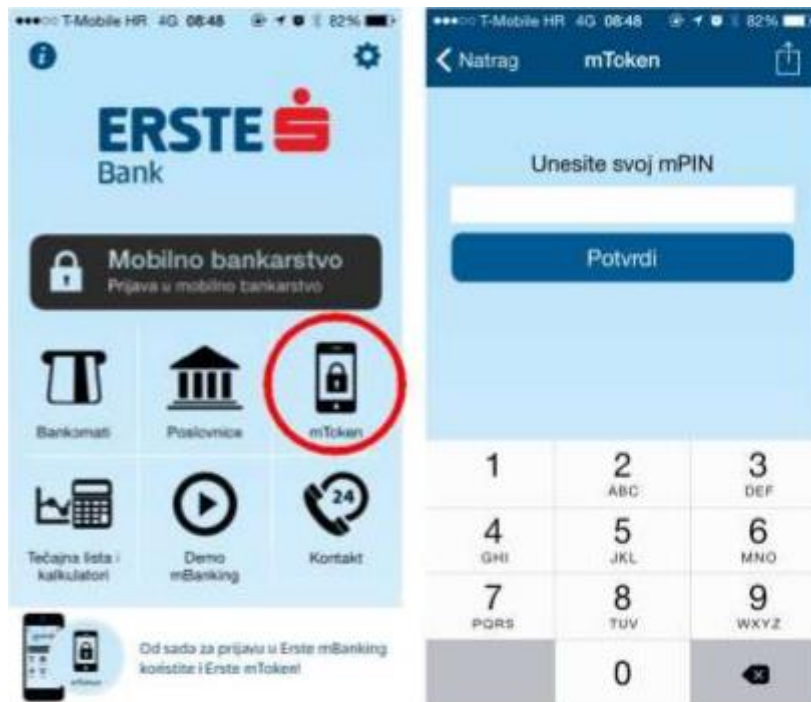 T-Mobile HR 4G 08:48 82%
ERSTE
Bank
Mobilno bankarstvo
Prijava u mobilno bankarstvo
Bankomati
Poslovnice
mToken
24
Tečajna lista i
kalkulatori
Demo
mBanking
Kontakt
Od sada za prijavu u Erste mBanking
koristite i Erste mToken!
T-Mobile HR 4G 08:48 82%
Natrag
mToken
Unesite svoj mPIN
Potvrdi
1
2
ABC
3
DEF
4
GHI
5
JKL
6
MNO
7
PQRS
8
TUV
9
WXYZ
0